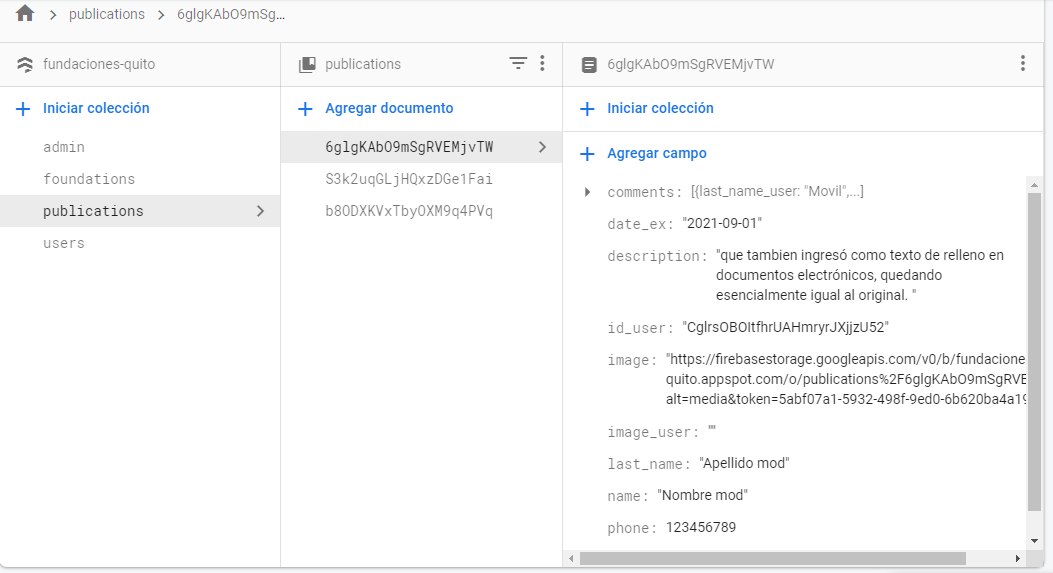 publications
6glgKAbO9mSg...
fundaciones-quito
publications
6glgKAbO9mSgRVEMjvTW
Iniciar colección
Agregar documento
Iniciar colección
admin
foundations
publications
users
6glgKAbO9mSgRVEMjvTW
S3k2uqGLjHQxzDGe1Fai
b8ODXKVxTbyOXM9q4PVq
Agregar campo
comments: [{last_name_user: "Movil",...]
date_ex: "2021-09-01"
description: "que tambien ingresó como texto de relleno en
documentos electrónicos, quedando
esencialmente igual al original. "
id_user: "CglrsOBOItfhrUAHmryrJXjjzU52"
image: "https://firebasestorage.googleapis.com/v0/b/fundacione
quito.appspot.com/o/publications%2F6glgKAbO9mSgRVE
alt=media&token=5abf07a1-5932-498f-9ed0-6b620ba4a19
image_user: ""
last_name: "Apellido mod"
name: "Nombre mod"
phone: 123456789